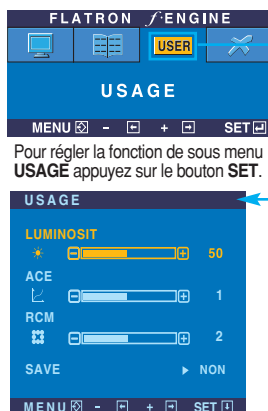 FLATRON ƒ·ENGINE
USER
USAGE
MENU - + SET
Pour régler la fonction de sous menu
USAGE appuyez sur le bouton SET.
USAGE
LUMINOSIT
50
ACE
1
RCM
2
SAVE NON
MENU - + SET